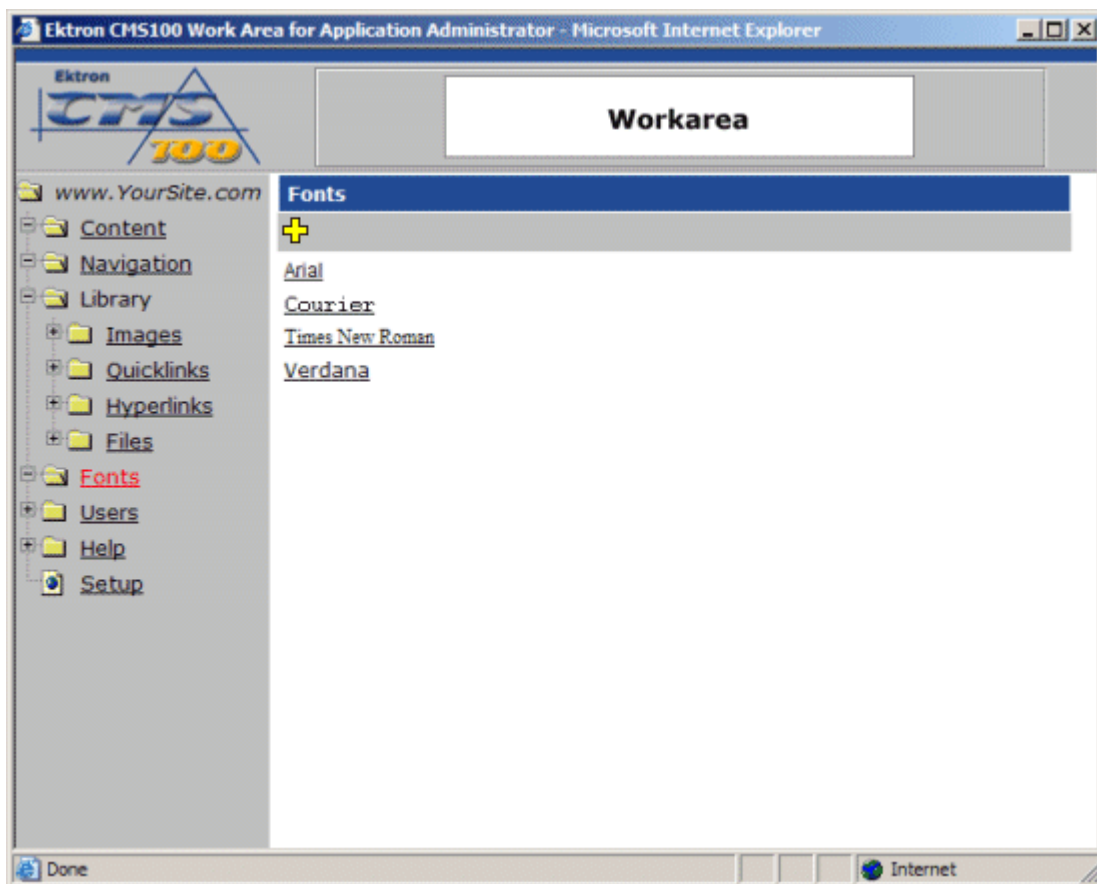 Ektron CMS100 Work Area for Application Administrator - Microsoft Internet Explorer
Ektron
CMS
100
Workarea
www.YourSite.com
Content
Navigation
Library
Images
Quicklinks
Hyperlinks
Files
Fonts
Users
Help
Setup
Fonts
Arial
Courier
Times New Roman
Verdana
Done
Internet